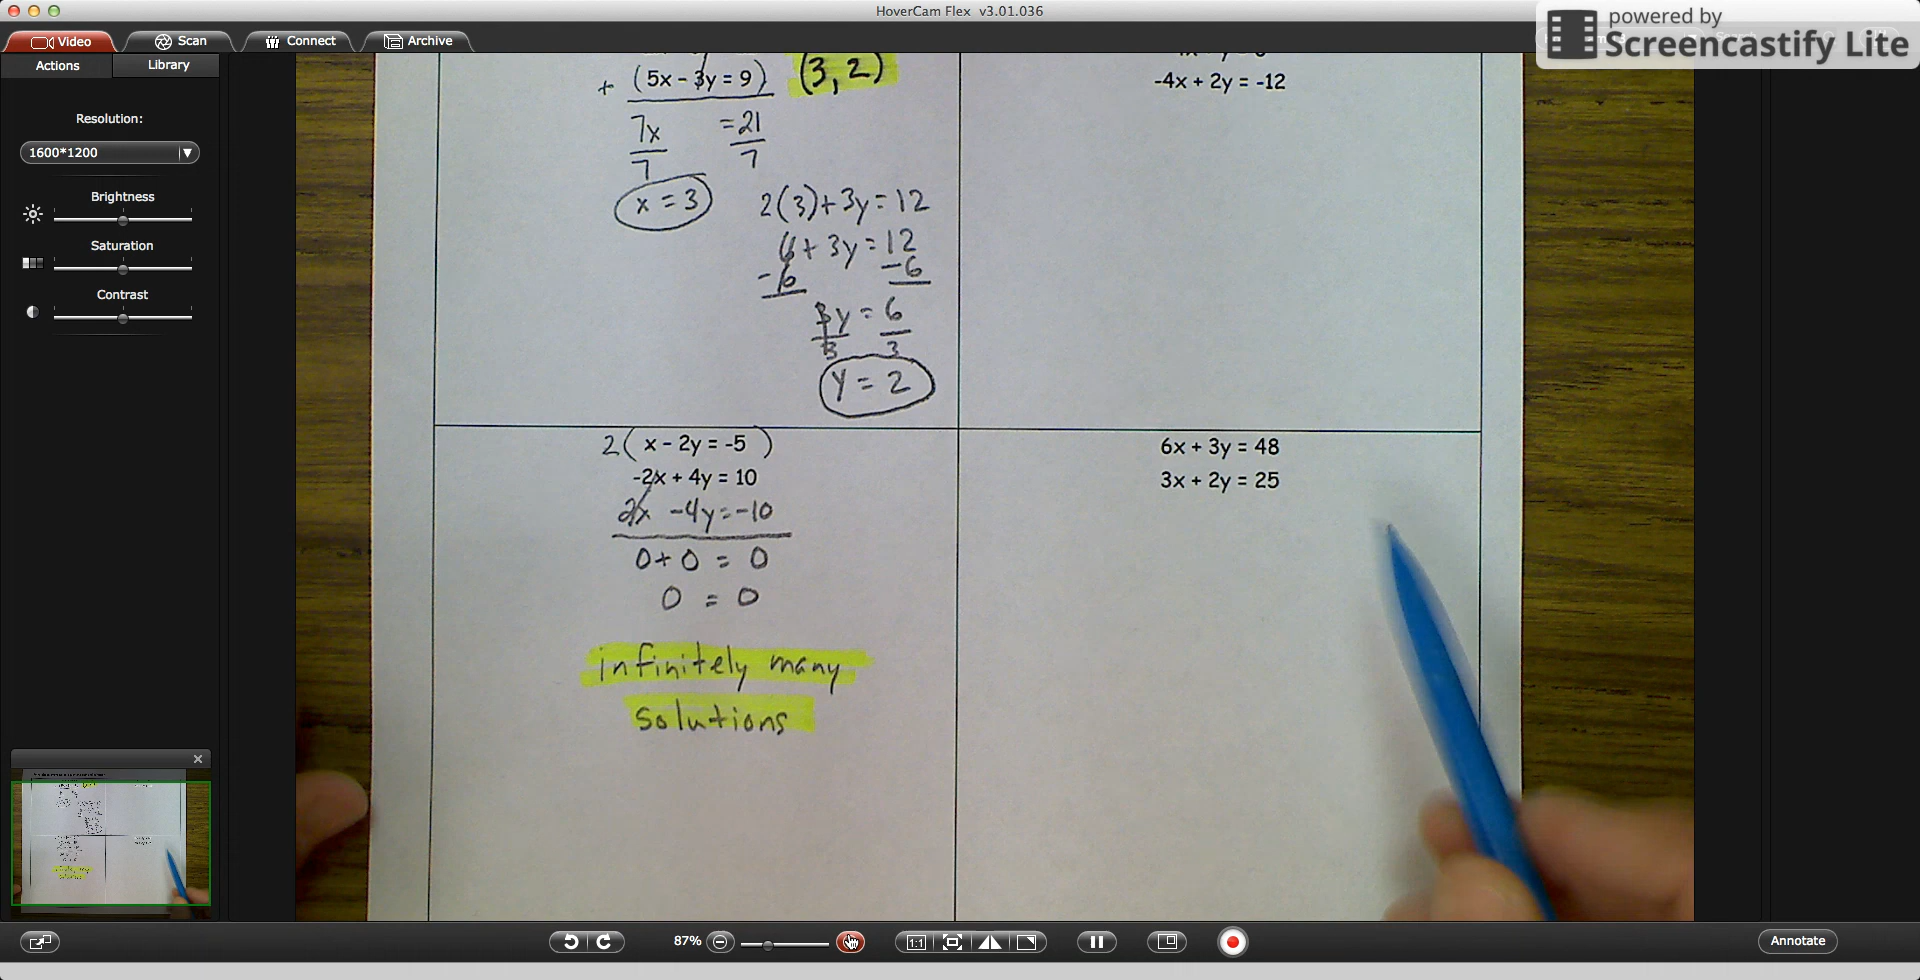 HoverCam Flex v3.01.036
powered by
Screencastify Lite
Video
Scan
Connect
Archive
Actions
Library
Resolution:
1600*1200
Brightness
Saturation
Contrast
+ (5x - 3y = 9) (3, 2)
7x = 21
7 7
x = 3
2(3) + 3y = 12
6 + 3y = 12
-6 -6
3y = 6
3 3
y = 2
-4x + 2y = -12
2( x - 2y = -5 )
-2x + 4y = 10
2x - 4y = -10
0 + 0 = 0
0 = 0
infinitely many
solutions
6x + 3y = 48
3x + 2y = 25
87%
1:1
Annotate